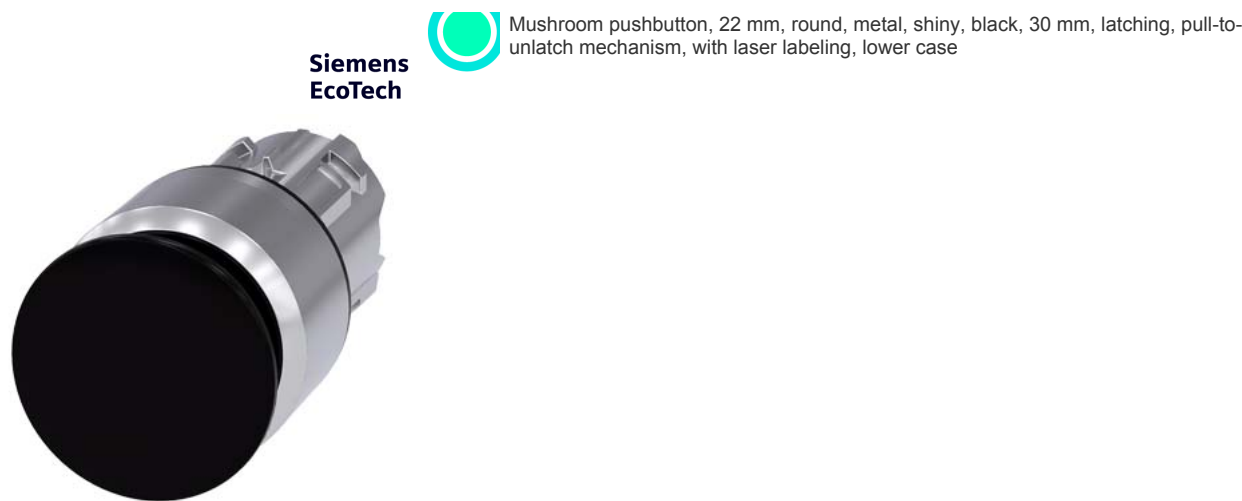 Mushroom pushbutton, 22 mm, round, metal, shiny, black, 30 mm, latching, pull-to-
unlatch mechanism, with laser labeling, lower case
Siemens
EcoTech